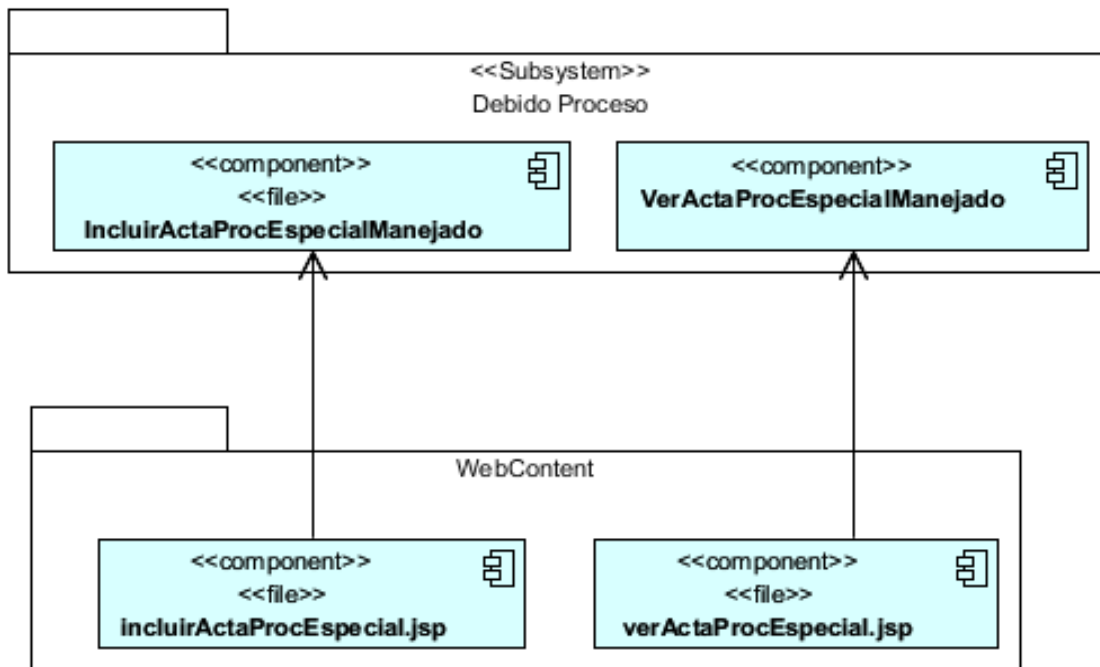 <<Subsystem>>
Debido Proceso
<<component>>
<<file>>
IncluirActaProcEspecialManejado
<<component>>
VerActaProcEspecialManejado
WebContent
<<component>>
<<file>>
incluirActaProcEspecial.jsp
<<component>>
<<file>>
verActaProcEspecial.jsp